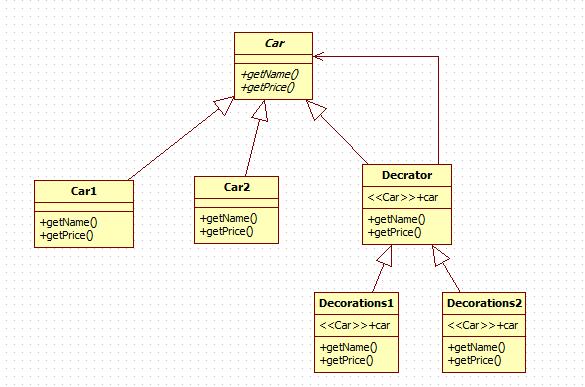 Car
+getName()
+getPrice()
Car1
+getName()
+getPrice()
Car2
+getName()
+getPrice()
Decrator
<<Car>>+car
+getName()
+getPrice()
Decorations1
<<Car>>+car
+getName()
+getPrice()
Decorations2
<<Car>>+car
+getName()
+getPrice()